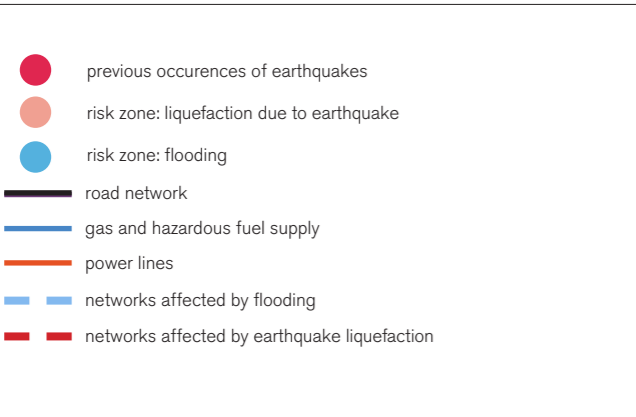 previous occurences of earthquakes
risk zone: liquefaction due to earthquake
risk zone: flooding
road network
gas and hazardous fuel supply
power lines
networks affected by flooding
networks affected by earthquake liquefaction